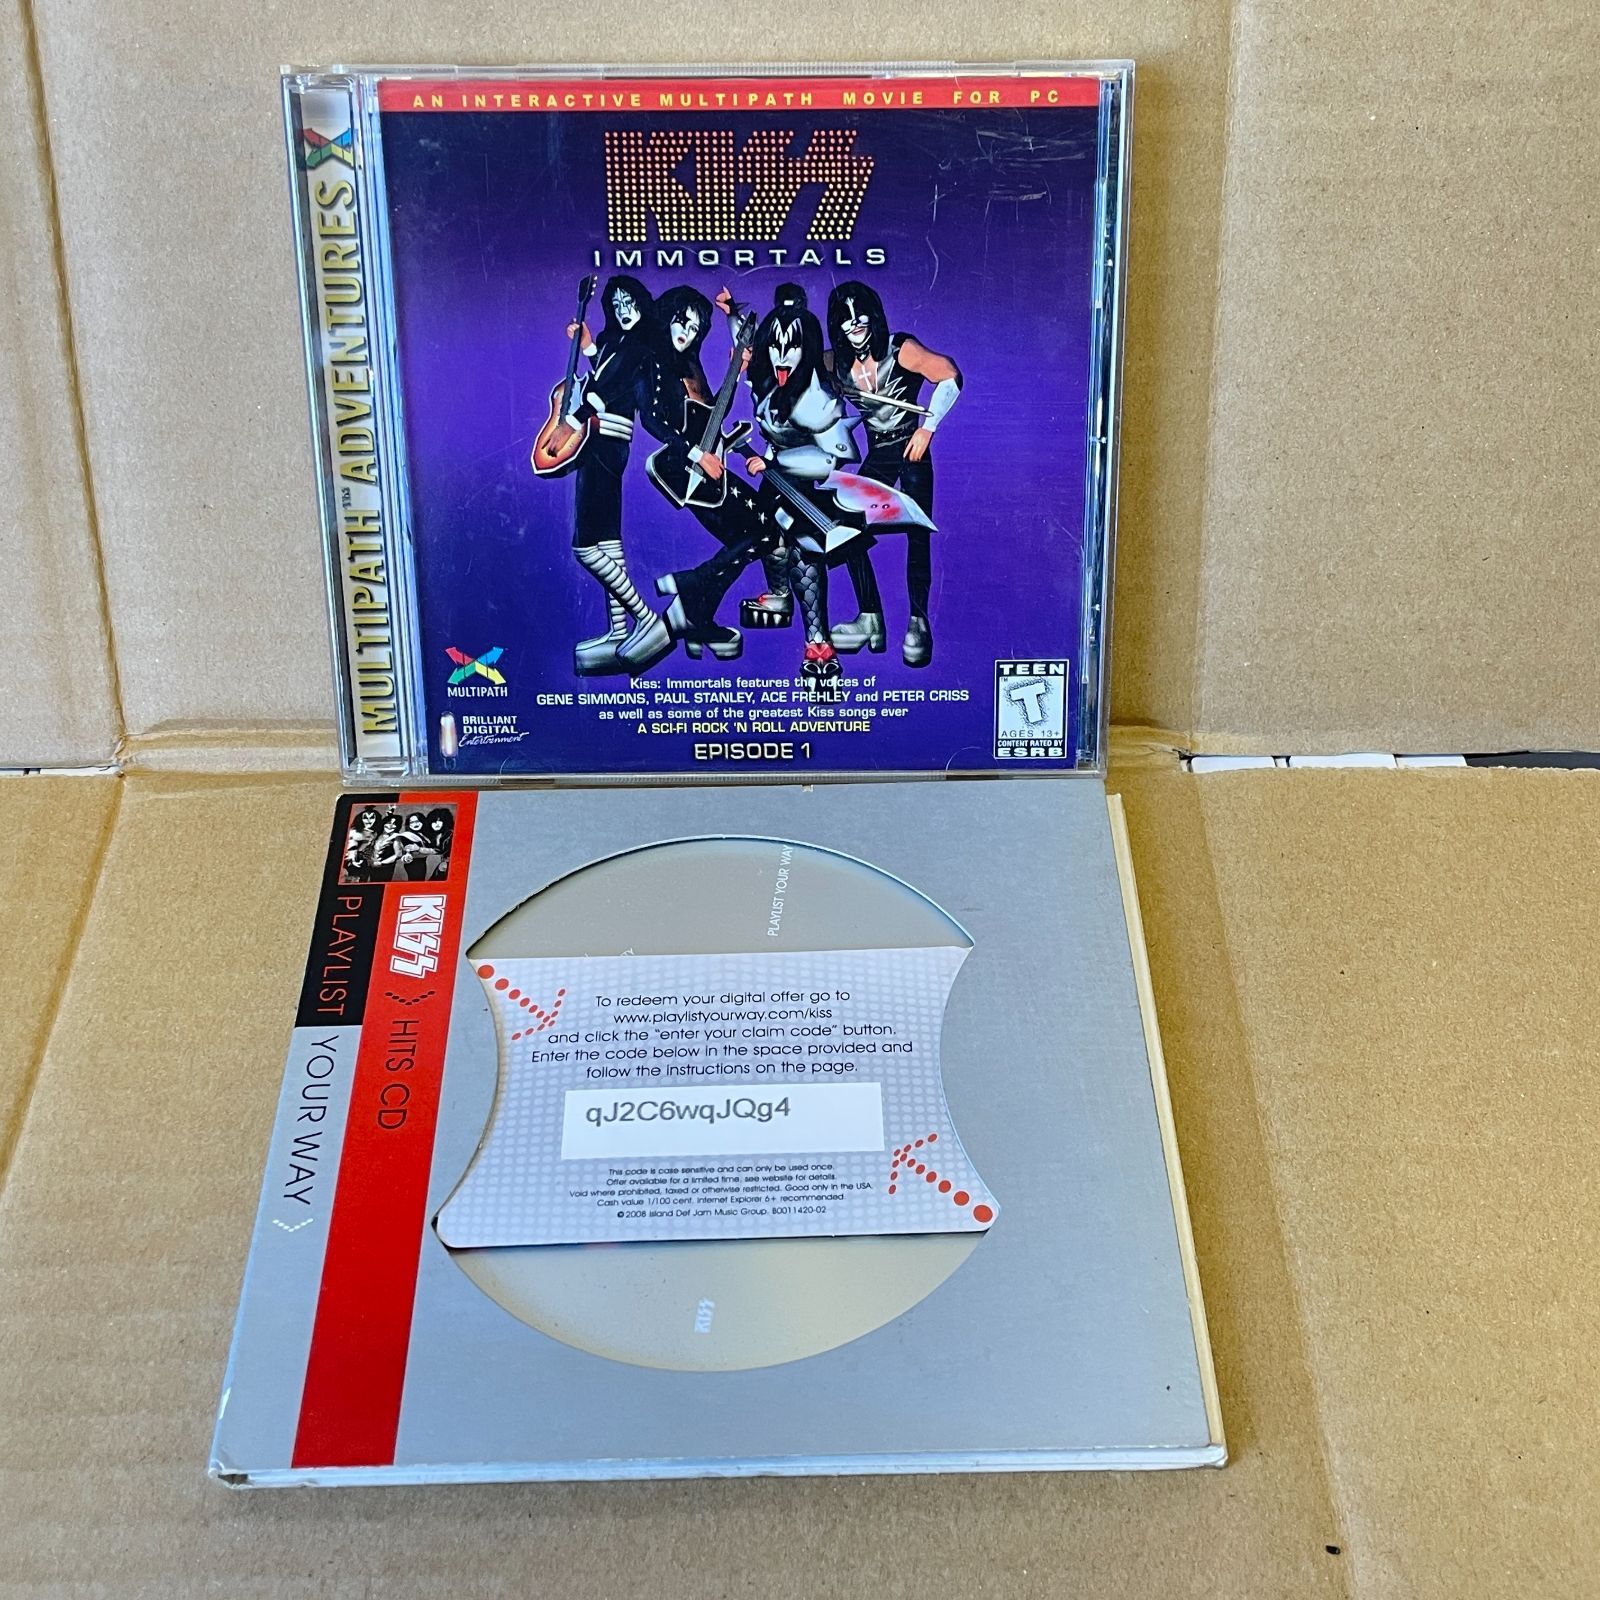 AN INTERACTIVE MULTIPATH MOVIE FOR PC
MULTIPATH™ ADVENTURES
KISS
IMMORTALS
MULTIPATH
BRILLIANT
DIGITAL
Entertainment
Kiss: Immortals features the voices of
GENE SIMMONS, PAUL STANLEY, ACE FREHLEY and PETER CRISS
as well as some of the greatest Kiss songs ever
A SCI-FI ROCK 'N ROLL ADVENTURE
EPISODE 1
TEEN
T
AGES 13+
CONTENT RATED BY
ESRB
KISS HITS CD
PLAYLIST YOUR WAY
PLAYLIST YOUR WAY
To redeem your digital offer go to
www.playlistyourway.com/kiss
and click the "enter your claim code" button.
Enter the code below in the space provided and
follow the instructions on the page.
qJ2C6wqJQg4
This code is case sensitive and can only be used once.
Offer available for a limited time, see website for details.
Void where prohibited, taxed or otherwise restricted. Good only in the USA.
Cash value 1/100 cent. Internet Explorer 6+ recommended.
© 2008 Island Def Jam Music Group. B0011420-02
KISS